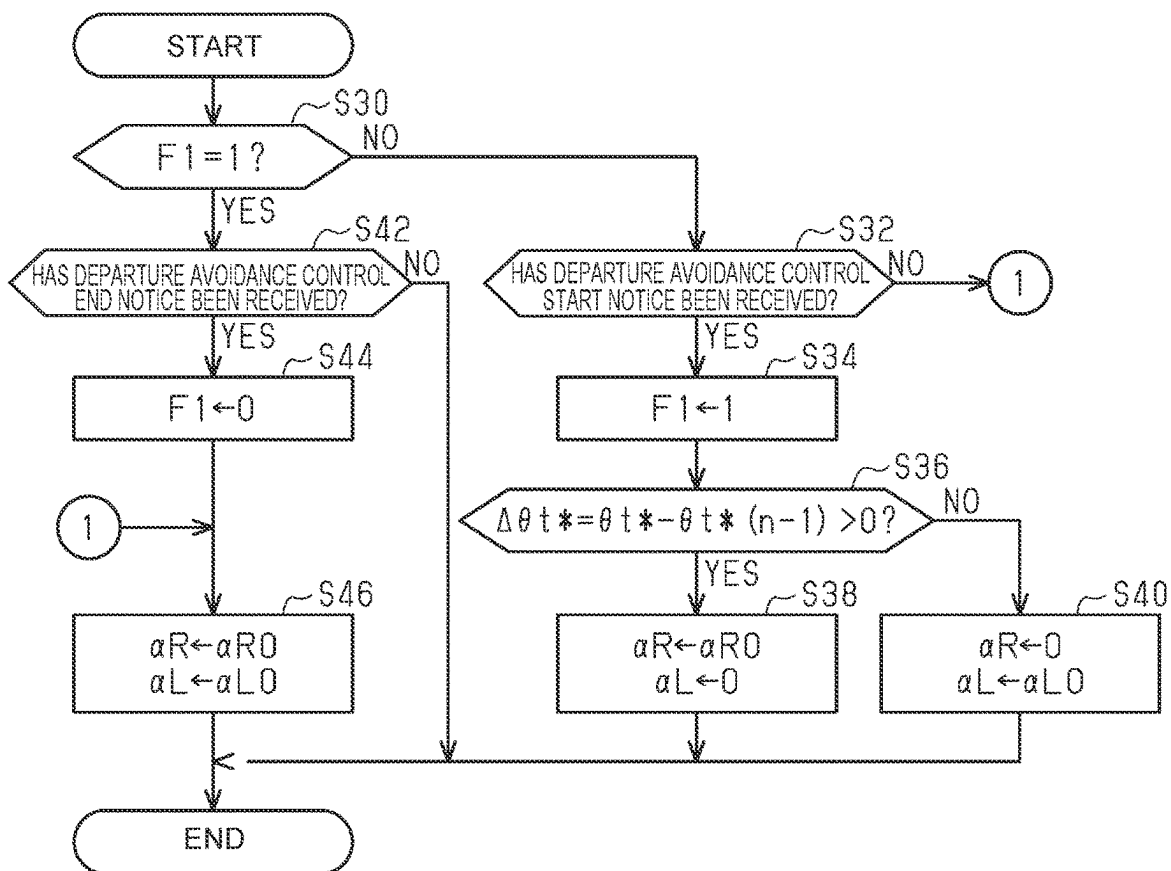 START
S30
F1=1?
NO
YES
S42
HAS DEPARTURE AVOIDANCE CONTROL
END NOTICE BEEN RECEIVED?
NO
YES
S32
HAS DEPARTURE AVOIDANCE CONTROL
START NOTICE BEEN RECEIVED?
NO
1
YES
S44
F1←0
S34
F1←1
S36
Δθt*=θt*-θt*(n-1)>0?
NO
YES
1
S46
αR←αR0
αL←αL0
S38
αR←αR0
αL←0
S40
αR←0
αL←αL0
END